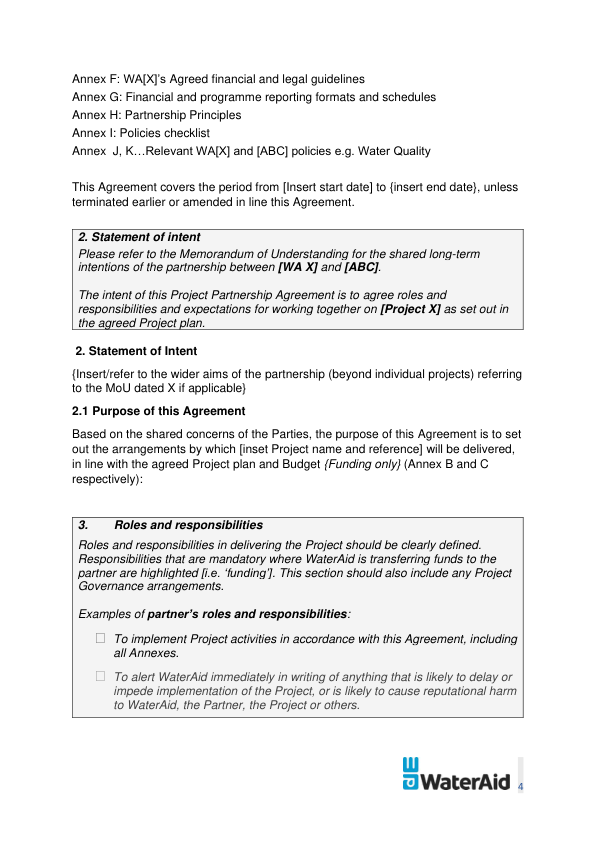 Annex F: WA[X]'s Agreed financial and legal guidelines
Annex G: Financial and programme reporting formats and schedules
Annex H: Partnership Principles
Annex I: Policies checklist
Annex  J, K…Relevant WA[X] and [ABC] policies e.g. Water Quality
This Agreement covers the period from [Insert start date] to {insert end date}, unless
terminated earlier or amended in line this Agreement.
2. Statement of intent
Please refer to the Memorandum of Understanding for the shared long-term
intentions of the partnership between [WA X] and [ABC].
The intent of this Project Partnership Agreement is to agree roles and
responsibilities and expectations for working together on [Project X] as set out in
the agreed Project plan.
2. Statement of Intent
{Insert/refer to the wider aims of the partnership (beyond individual projects) referring
to the MoU dated X if applicable}
2.1 Purpose of this Agreement
Based on the shared concerns of the Parties, the purpose of this Agreement is to set
out the arrangements by which [inset Project name and reference] will be delivered,
in line with the agreed Project plan and Budget {Funding only} (Annex B and C
respectively):
3. Roles and responsibilities
Roles and responsibilities in delivering the Project should be clearly defined.
Responsibilities that are mandatory where WaterAid is transferring funds to the
partner are highlighted [i.e. 'funding']. This section should also include any Project
Governance arrangements.
Examples of partner's roles and responsibilities:
☐ To implement Project activities in accordance with this Agreement, including
all Annexes.
☐ To alert WaterAid immediately in writing of anything that is likely to delay or
impede implementation of the Project, or is likely to cause reputational harm
to WaterAid, the Partner, the Project or others.
WaterAid 4